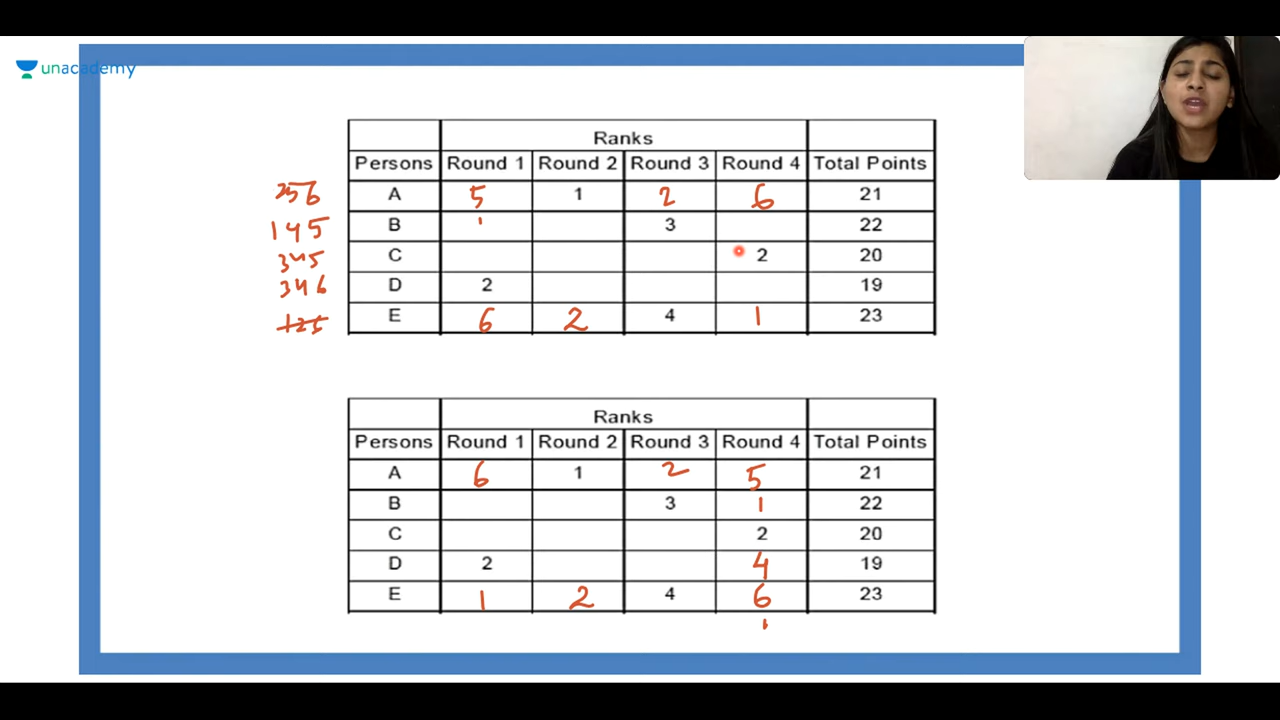 unacademy
Ranks
Persons Round 1 Round 2 Round 3 Round 4 Total Points
256 A 5 1 2 6 21
145 B 1 3 22
345 C 2 20
346 D 2 19
125 E 6 2 4 1 23
Ranks
Persons Round 1 Round 2 Round 3 Round 4 Total Points
A 6 1 2 5 21
B 3 1 22
C 2 20
D 2 4 19
E 1 2 4 6 23